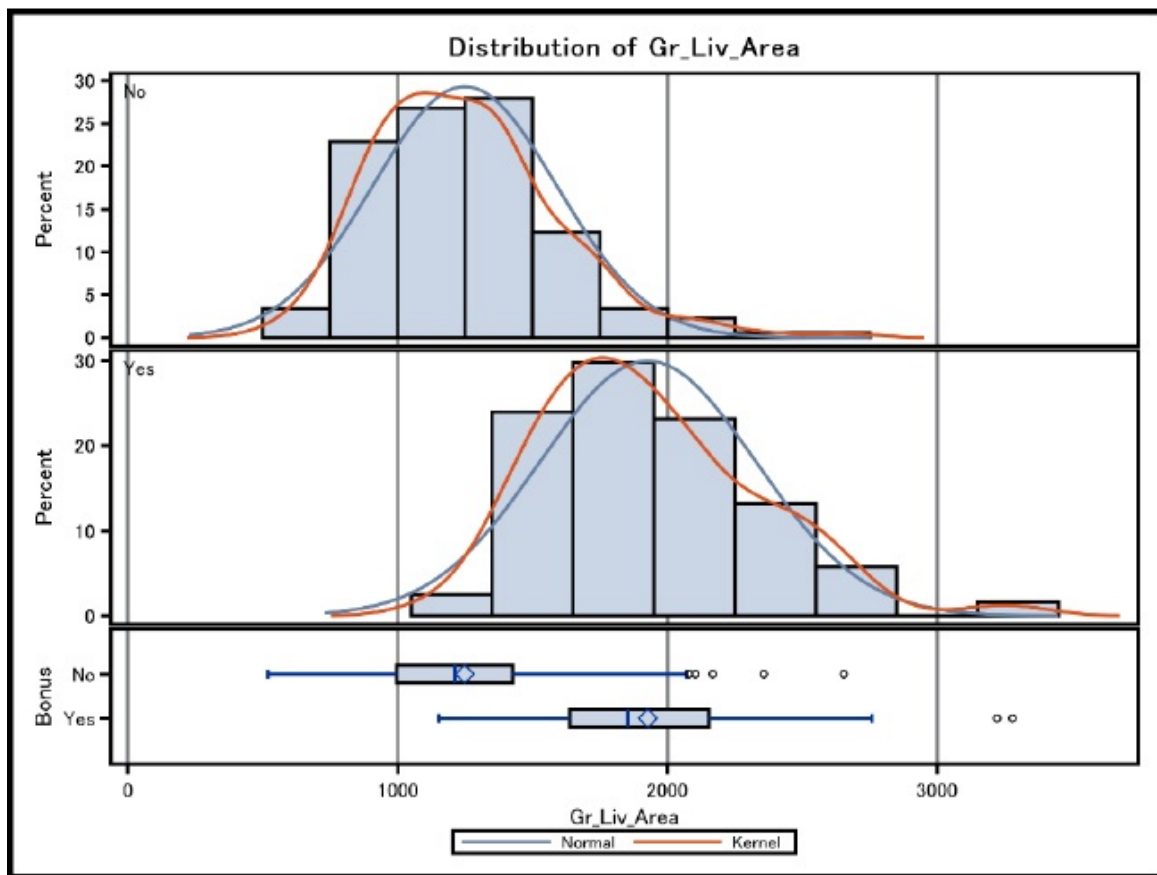 Distribution of Gr_Liv_Area
No
30
25
20
15
10
5
0
Percent
Yes
30
20
10
0
Percent
Bonus
No
Yes
0 1000 2000 3000
Gr_Liv_Area
Normal Kernel